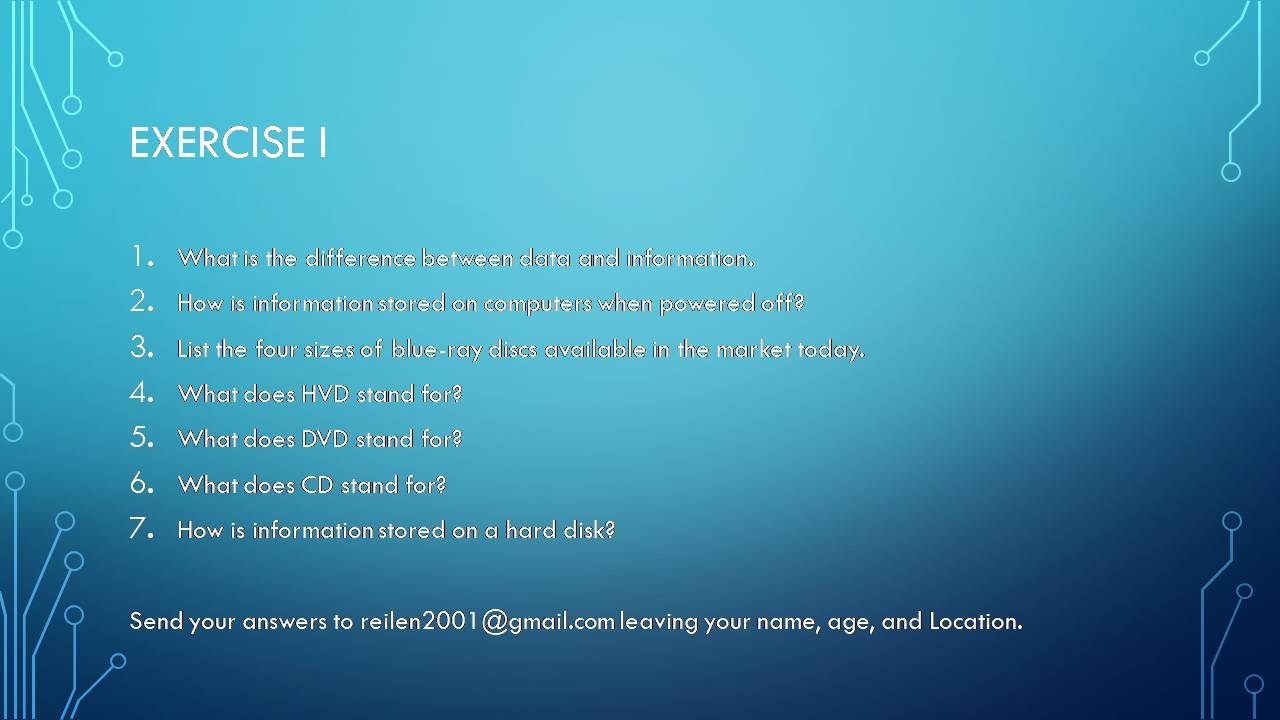 EXERCISE I
1. What is the difference between data and information.
2. How is information stored on computers when powered off?
3. List the four sizes of blue-ray discs available in the market today.
4. What does HVD stand for?
5. What does DVD stand for?
6. What does CD stand for?
7. How is information stored on a hard disk?
Send your answers to reilen2001@gmail.com leaving your name, age, and Location.